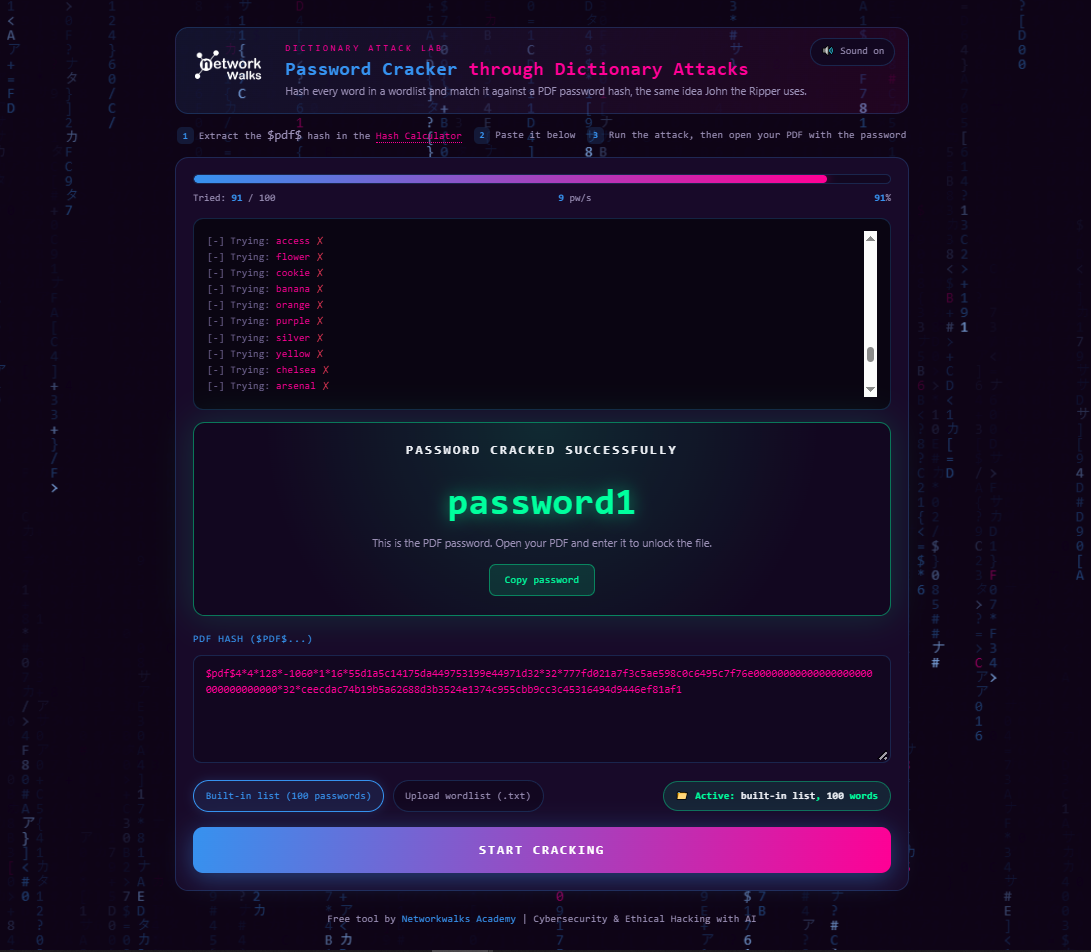 network
Walks
DICTIONARY ATTACK LAB
Password Cracker through Dictionary Attacks
Hash every word in a wordlist and match it against a PDF password hash, the same idea John the Ripper uses.
🔊 Sound on
1 Extract the $pdf$ hash in the Hash Calculator 2 Paste it below 3 Run the attack, then open your PDF with the password
Tried: 91 / 100 9 pw/s 91%
[-] Trying: access ✗
[-] Trying: flower ✗
[-] Trying: cookie ✗
[-] Trying: banana ✗
[-] Trying: orange ✗
[-] Trying: purple ✗
[-] Trying: silver ✗
[-] Trying: yellow ✗
[-] Trying: chelsea ✗
[-] Trying: arsenal ✗
PASSWORD CRACKED SUCCESSFULLY
password1
This is the PDF password. Open your PDF and enter it to unlock the file.
Copy password
PDF HASH ($PDF$...)
$pdf$4*4*128*-1060*1*16*55d1a5c14175da449753199e44971d32*32*777fd021a7f3c5ae598c0c6495c7f76e00000000000000000000
000000000000*32*ceecdac74b19b5a62688d3b3524e1374c955cbb9cc3c45316494d9446ef81af1
Built-in list (100 passwords) Upload wordlist (.txt) 📂 Active: built-in list, 100 words
START CRACKING
Free tool by Networkwalks Academy | Cybersecurity & Ethical Hacking with AI